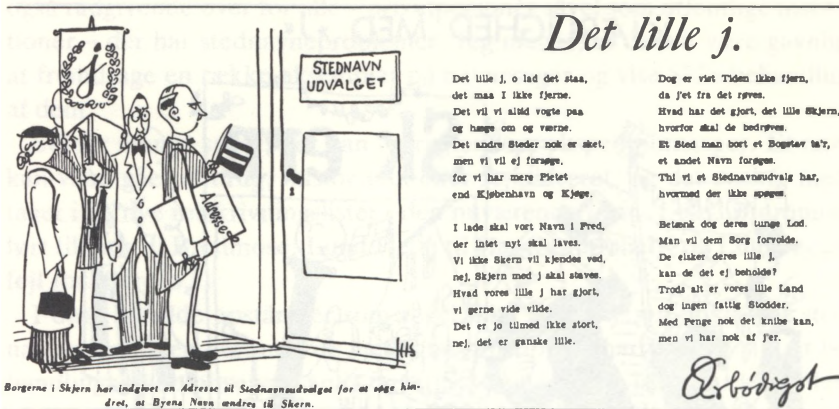 j
STEDNAVN
UDVALGET
Adresse
HS
Borgerne i Skjern har indgivet en Adresse til Stednavnsudvalget for at søge hin-
dret, at Byens Navn ændres til Skern.
Det lille j.
Det lille j, o lad det staa,
det maa I ikke fjerne.
Det vil vi altid vogte paa
og hæge om og værne.
Det andre Steder nok er sket,
men vi vil ej forsøge,
for vi har mere Pietet
end Kjøbenhavn og Kjøge.
I lade skal vort Navn i Fred,
der intet nyt skal laves,
Vi ikke Skern vil kjendes ved,
nej, Skjern med j skal staves.
Hvad vores lille j har gjort,
vi gerne vide vilde.
Det er jo tilmed ikke stort,
nej, det er ganske lille.
Dog er vist Tiden ikke fjern,
da j'et fra det røves.
Hvad har det gjort, det lille Skjern,
hvorfor skal de bedrøves.
Et Sted man bort et Bogstav ta'r,
et andet Navn forøges.
Thi vi et Stednavnsudvalg har,
hvormed der ikke spøges.
Betænk dog deres tunge Lod.
Man vil dem Sorg forvolde.
De elsker deres lille j,
kan de det ej beholde?
Trods alt er vores lille Land
dog ingen fattig Stodder.
Med Penge nok det knibe kan,
men vi har nok af j'er.
Ærbødigst